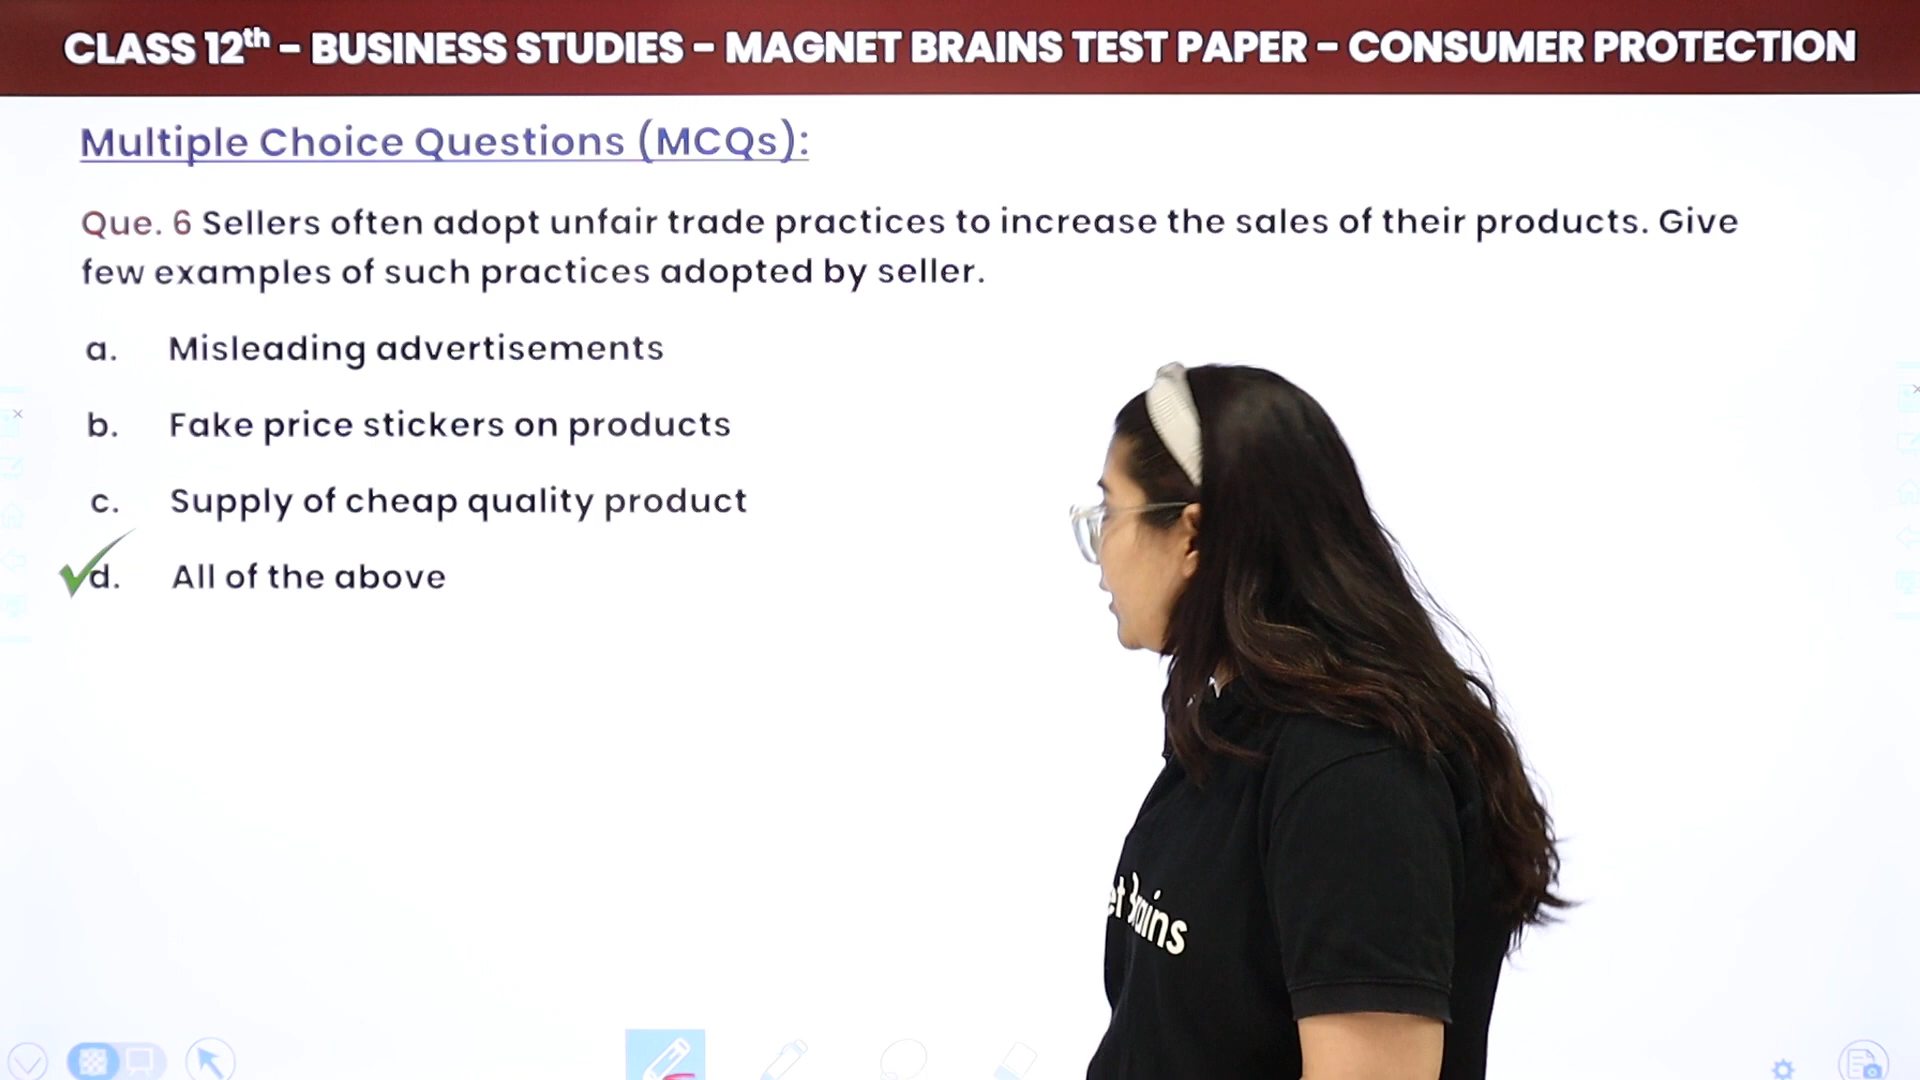 CLASS 12th – BUSINESS STUDIES – MAGNET BRAINS TEST PAPER – CONSUMER PROTECTION
Multiple Choice Questions (MCQs):
Que. 6 Sellers often adopt unfair trade practices to increase the sales of their products. Give
few examples of such practices adopted by seller.
a. Misleading advertisements
b. Fake price stickers on products
c. Supply of cheap quality product
d. All of the above
et Brains